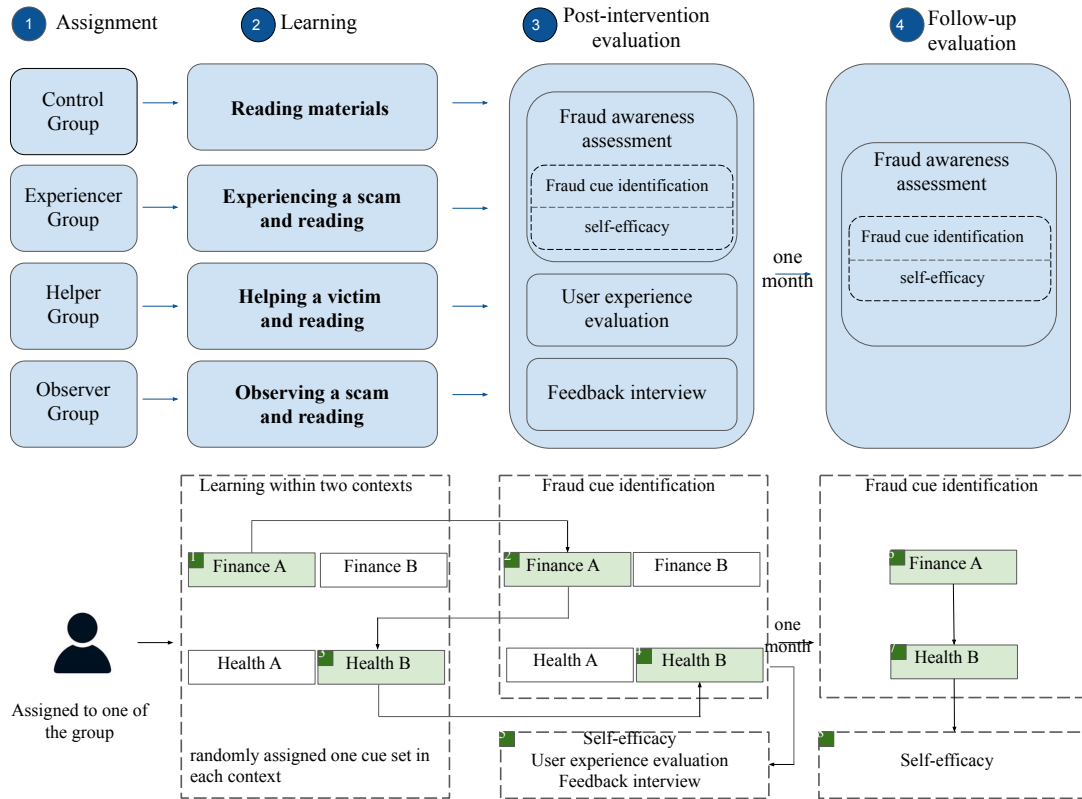 1 Assignment
2 Learning
3 Post-intervention
evaluation
4 Follow-up
evaluation
Control
Group
Reading materials
Experiencer
Group
Experiencing a scam
and reading
Helper
Group
Helping a victim
and reading
Observer
Group
Observing a scam
and reading
Fraud awareness
assessment
Fraud cue identification
self-efficacy
User experience
evaluation
Feedback interview
one
month
Fraud awareness
assessment
Fraud cue identification
self-efficacy
Assigned to one of
the group
Learning within two contexts
1
Finance A
Finance B
Health A
3
Health B
randomly assigned one cue set in
each context
Fraud cue identification
2
Finance A
Finance B
Health A
4
Health B
5
Self-efficacy
User experience evaluation
Feedback interview
one
month
Fraud cue identification
6
Finance A
7
Health B
Self-efficacy